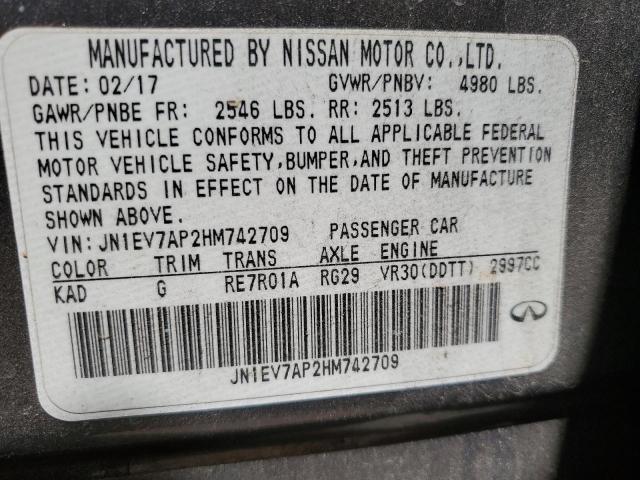 MANUFACTURED BY NISSAN MOTOR CO.,LTD.
DATE: 02/17 GVWR/PNBV: 4980 LBS.
GAWR/PNBE FR: 2546 LBS. RR: 2513 LBS.
THIS VEHICLE CONFORMS TO ALL APPLICABLE FEDERAL
MOTOR VEHICLE SAFETY,BUMPER,AND THEFT PREVENTION
STANDARDS IN EFFECT ON THE DATE OF MANUFACTURE
SHOWN ABOVE.
VIN: JN1EV7AP2HM742709 PASSENGER CAR
COLOR TRIM TRANS AXLE ENGINE
KAD G RE7R01A RG29 VR30(DDTT) 2997CC
JN1EV7AP2HM742709